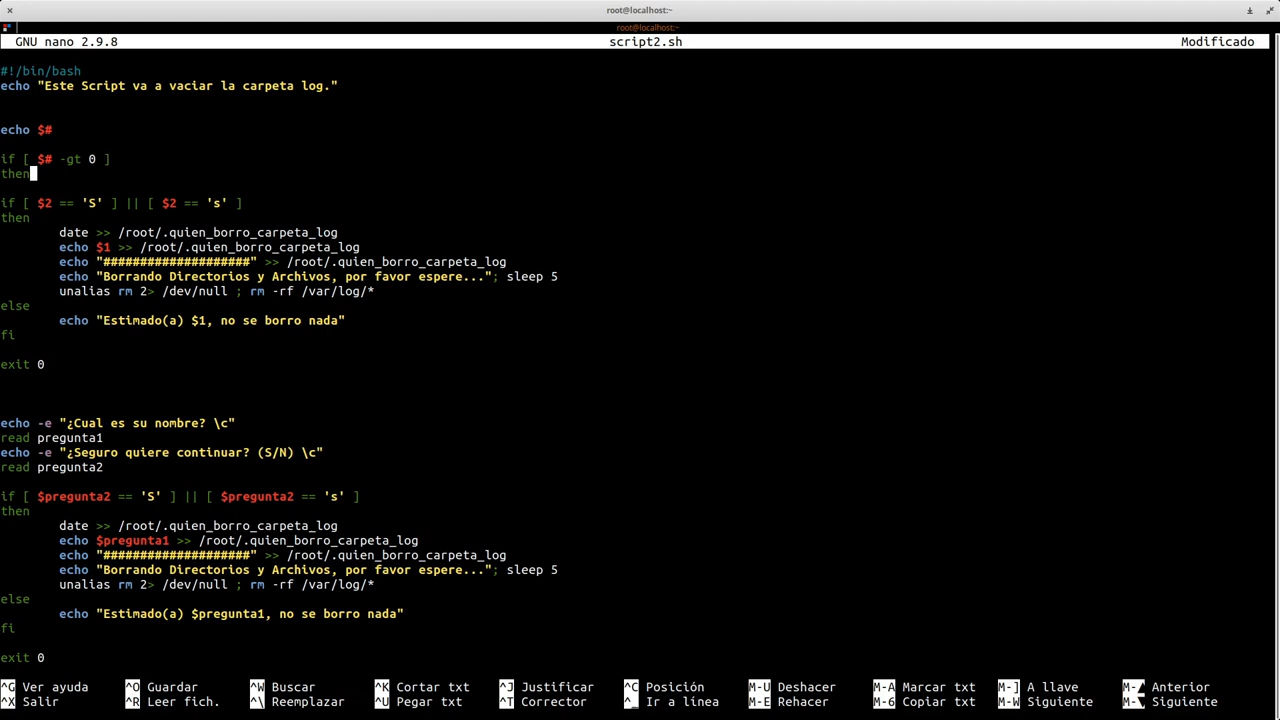 root@localhost:~
root@localhost:~
GNU nano 2.9.8 script2.sh Modificado
#!/bin/bash
echo "Este Script va a vaciar la carpeta log."
echo $#
if [ $# -gt 0 ]
then
if [ $2 == 'S' ] || [ $2 == 's' ]
then
date >> /root/.quien_borro_carpeta_log
echo $1 >> /root/.quien_borro_carpeta_log
echo "####################" >> /root/.quien_borro_carpeta_log
echo "Borrando Directorios y Archivos, por favor espere..."; sleep 5
unalias rm 2> /dev/null ; rm -rf /var/log/*
else
echo "Estimado(a) $1, no se borro nada"
fi
exit 0
echo -e "¿Cual es su nombre? \c"
read pregunta1
echo -e "¿Seguro quiere continuar? (S/N) \c"
read pregunta2
if [ $pregunta2 == 'S' ] || [ $pregunta2 == 's' ]
then
date >> /root/.quien_borro_carpeta_log
echo $pregunta1 >> /root/.quien_borro_carpeta_log
echo "####################" >> /root/.quien_borro_carpeta_log
echo "Borrando Directorios y Archivos, por favor espere..."; sleep 5
unalias rm 2> /dev/null ; rm -rf /var/log/*
else
echo "Estimado(a) $pregunta1, no se borro nada"
fi
exit 0
^G Ver ayuda ^O Guardar ^W Buscar ^K Cortar txt ^J Justificar ^C Posición M-U Deshacer M-A Marcar txt M-] A llave M-▲ Anterior
^X Salir ^R Leer fich. ^\ Reemplazar ^U Pegar txt ^T Corrector ^_ Ir a línea M-E Rehacer M-6 Copiar txt M-W Siguiente M-▼ Siguiente